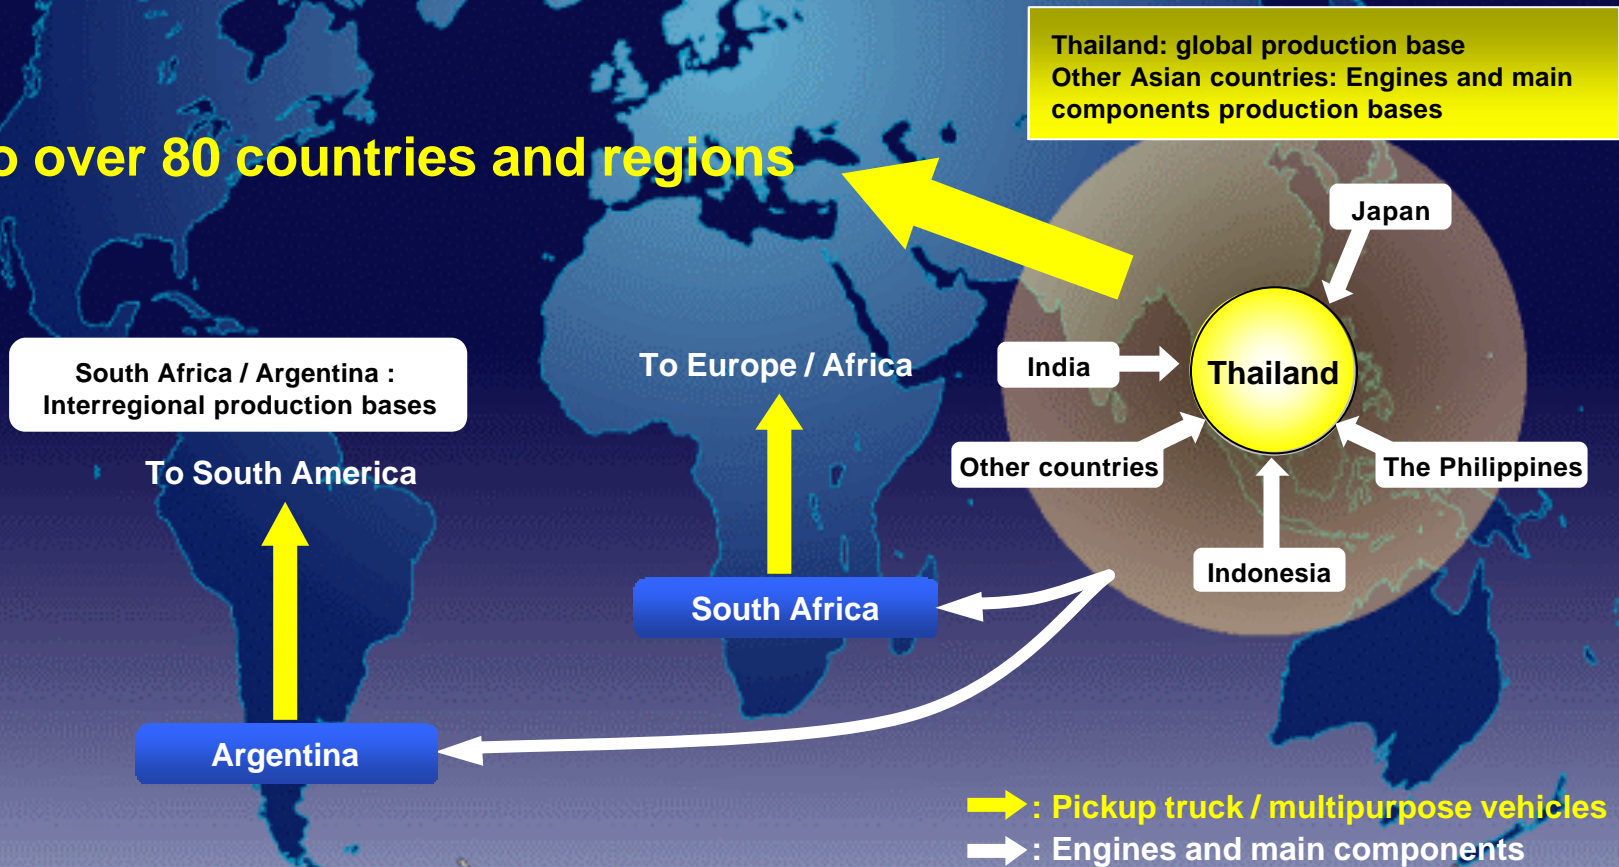 Thailand: global production base
Other Asian countries: Engines and main
components production bases
o over 80 countries and regions
Japan
India
Thailand
Other countries
The Philippines
Indonesia
To Europe / Africa
South Africa / Argentina :
Interregional production bases
To South America
South Africa
Argentina
: Pickup truck / multipurpose vehicles
: Engines and main components